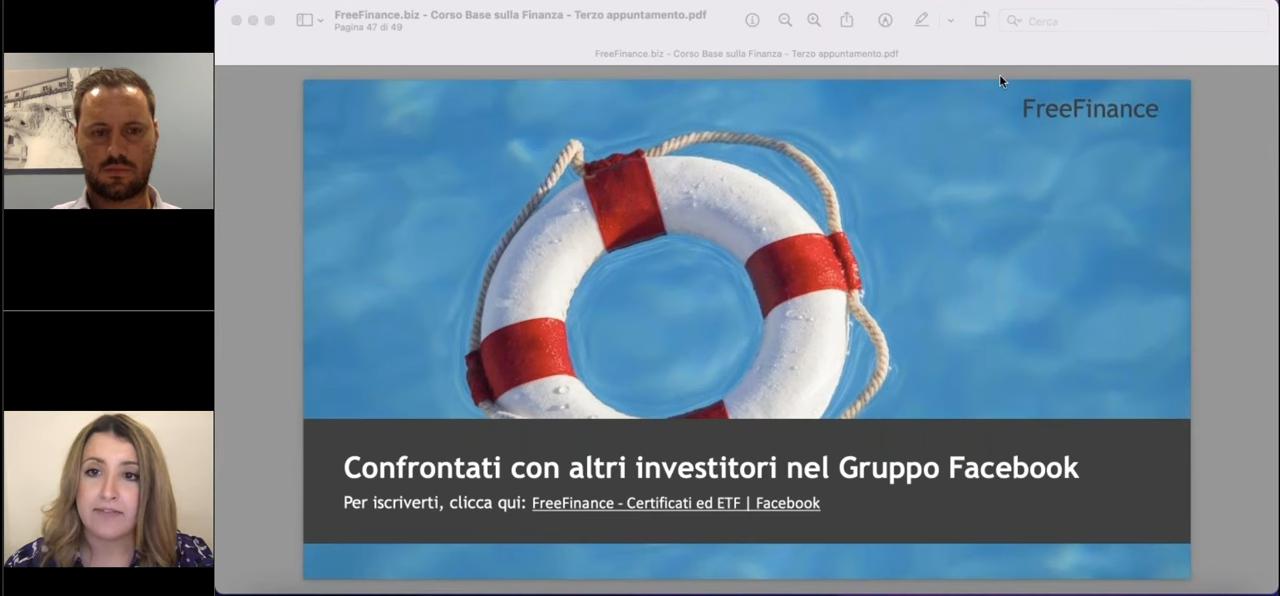 FreeFinance.biz - Corso Base sulla Finanza - Terzo appuntamento.pdf
Pagina 47 di 49
Cerca
FreeFinance.biz - Corso Base sulla Finanza - Terzo appuntamento.pdf
FreeFinance
Confrontati con altri investitori nel Gruppo Facebook
Per iscriverti, clicca qui: FreeFinance - Certificati ed ETF | Facebook